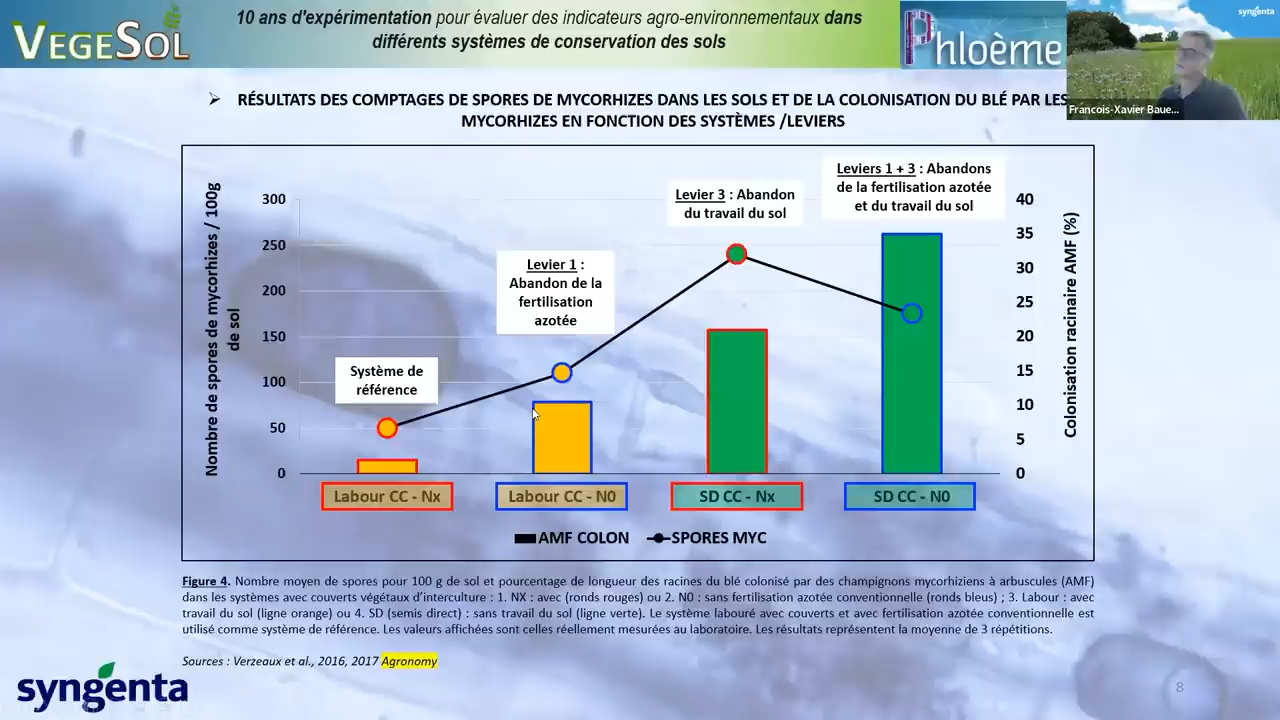 VEGESOL
10 ans d'expérimentation pour évaluer des indicateurs agro-environnementaux dans
différents systèmes de conservation des sols
Phloème
syngenta
Francois-Xavier Baue...
➢ RÉSULTATS DES COMPTAGES DE SPORES DE MYCORHIZES DANS LES SOLS ET DE LA COLONISATION DU BLÉ PAR LES
MYCORHIZES EN FONCTION DES SYSTÈMES /LEVIERS
Nombre de spores de mycorhizes / 100g
de sol
300
250
200
150
100
50
0
Système de
référence
Levier 1 :
Abandon de la
fertilisation
azotée
Levier 3 : Abandon
du travail du sol
Leviers 1 + 3 : Abandons
de la fertilisation azotée
et du travail du sol
40
35
30
25
20
15
10
5
0
Colonisation racinaire AMF (%)
Labour CC - Nx
Labour CC - N0
SD CC - Nx
SD CC - N0
AMF COLON
SPORES MYC
Figure 4. Nombre moyen de spores pour 100 g de sol et pourcentage de longueur des racines du blé colonisé par des champignons mycorhiziens à arbuscules (AMF)
dans les systèmes avec couverts végétaux d'interculture : 1. NX : avec (ronds rouges) ou 2. N0 : sans fertilisation azotée conventionnelle (ronds bleus) ; 3. Labour : avec
travail du sol (ligne orange) ou 4. SD (semis direct) : sans travail du sol (ligne verte). Le système labouré avec couverts et avec fertilisation azotée conventionnelle est
utilisé comme système de référence. Les valeurs affichées sont celles réellement mesurées au laboratoire. Les résultats représentent la moyenne de 3 répétitions.
Sources : Verzeaux et al., 2016, 2017 Agronomy
syngenta
8